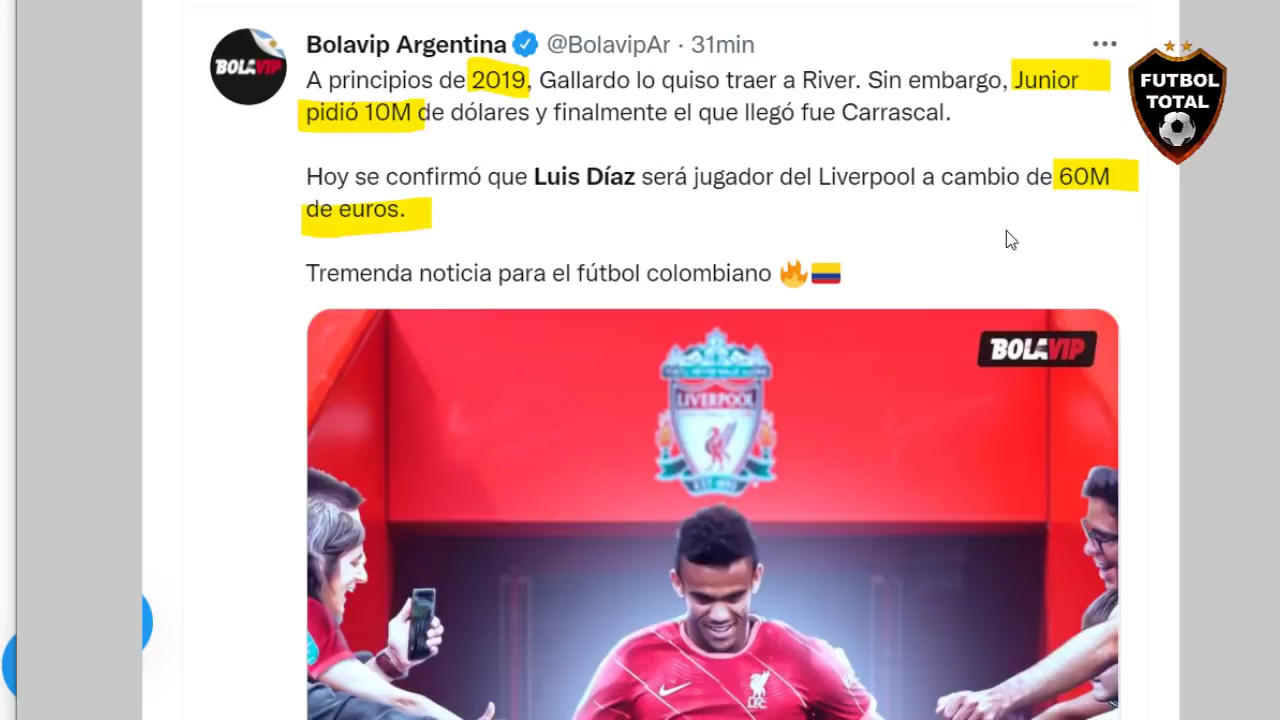 Bolavip Argentina @BolavipAr · 31min
A principios de 2019, Gallardo lo quiso traer a River. Sin embargo, Junior
pidió 10M de dólares y finalmente el que llegó fue Carrascal.
Hoy se confirmó que Luis Díaz será jugador del Liverpool a cambio de 60M
de euros.
Tremenda noticia para el fútbol colombiano 🔥🇨🇴
BOLAVIP
FUTBOL
TOTAL
BOLAVIP
LIVERPOOL
L.F.C.